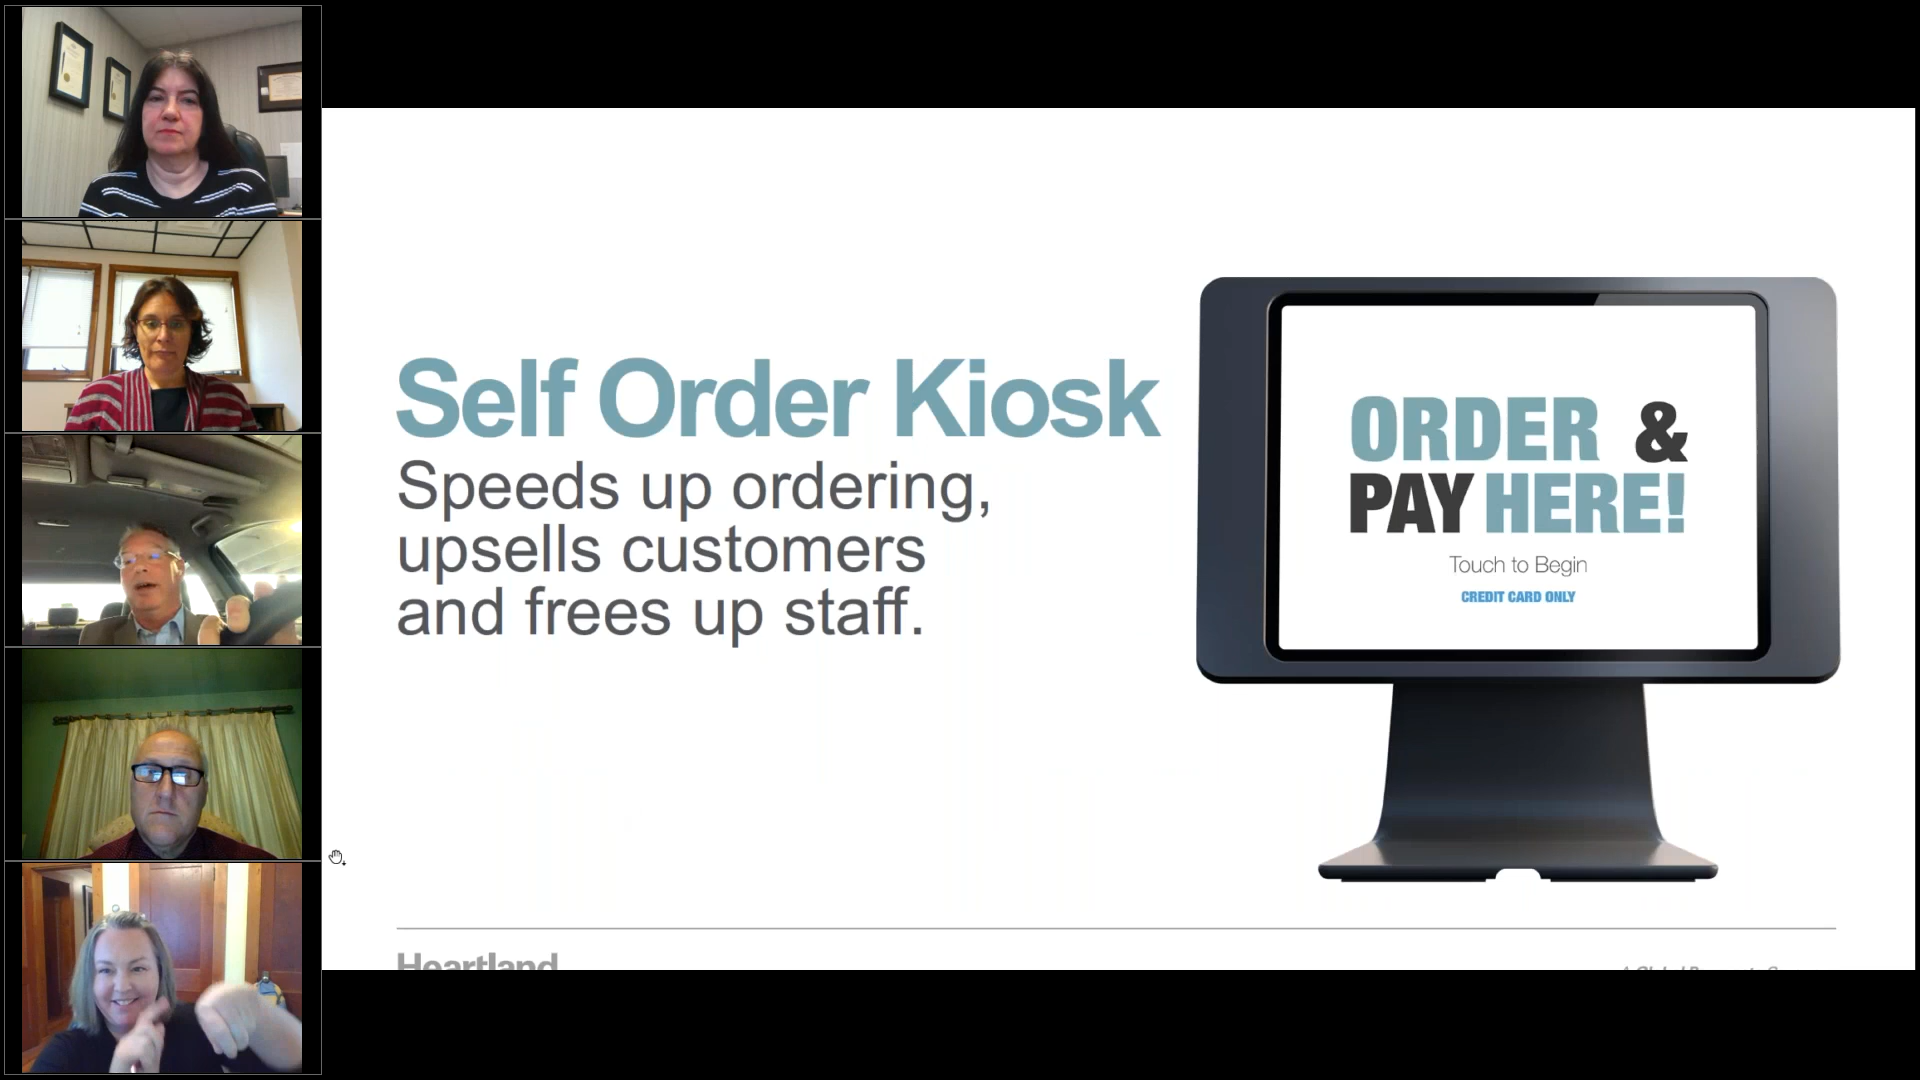 Self Order Kiosk
Speeds up ordering,
upsells customers
and frees up staff.
ORDER &
PAY HERE!
Touch to Begin
CREDIT CARD ONLY
Heartland